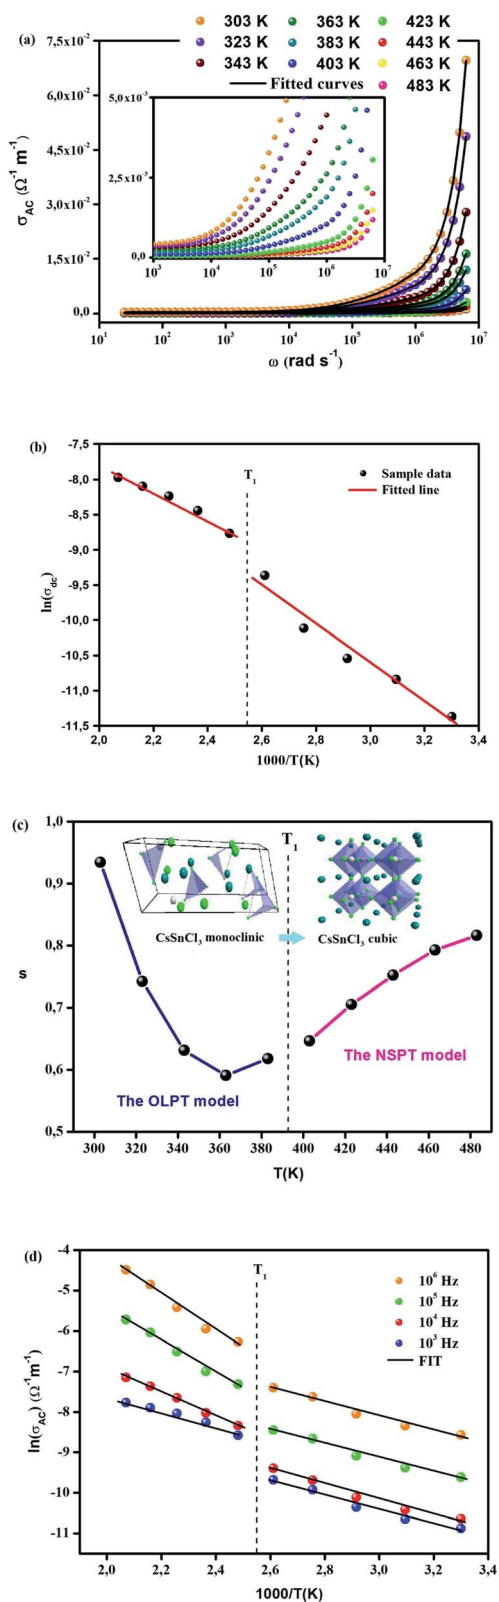 (a)
303 K 363 K 423 K
323 K 383 K 443 K
343 K 403 K 463 K
Fitted curves 483 K
7,5x10⁻²
6,0x10⁻²
4,5x10⁻²
3,0x10⁻²
1,5x10⁻²
0,0
σAC (Ω⁻¹ m⁻¹)
5,0x10⁻³
2,5x10⁻³
0,0
10³ 10⁴ 10⁵ 10⁶ 10⁷
10¹ 10² 10³ 10⁴ 10⁵ 10⁶ 10⁷
ω (rad s⁻¹)
(b)
-7,5
-8,0
-8,5
-9,0
-9,5
-10,0
-10,5
-11,0
-11,5
ln(σdc)
T₁
Sample data
Fitted line
2,0 2,2 2,4 2,6 2,8 3,0 3,2 3,4
1000/T(K)
(c)
1,0
0,9
0,8
0,7
0,6
0,5
s
T₁
CsSnCl₃ monoclinic
CsSnCl₃ cubic
The NSPT model
The OLPT model
300 320 340 360 380 400 420 440 460 480
T(K)
(d)
-4
-5
-6
-7
-8
-9
-10
-11
ln(σAC) (Ω⁻¹m⁻¹)
T₁
10⁶ Hz
10⁵ Hz
10⁴ Hz
10³ Hz
FIT
2,0 2,2 2,4 2,6 2,8 3,0 3,2 3,4
1000/T(K)